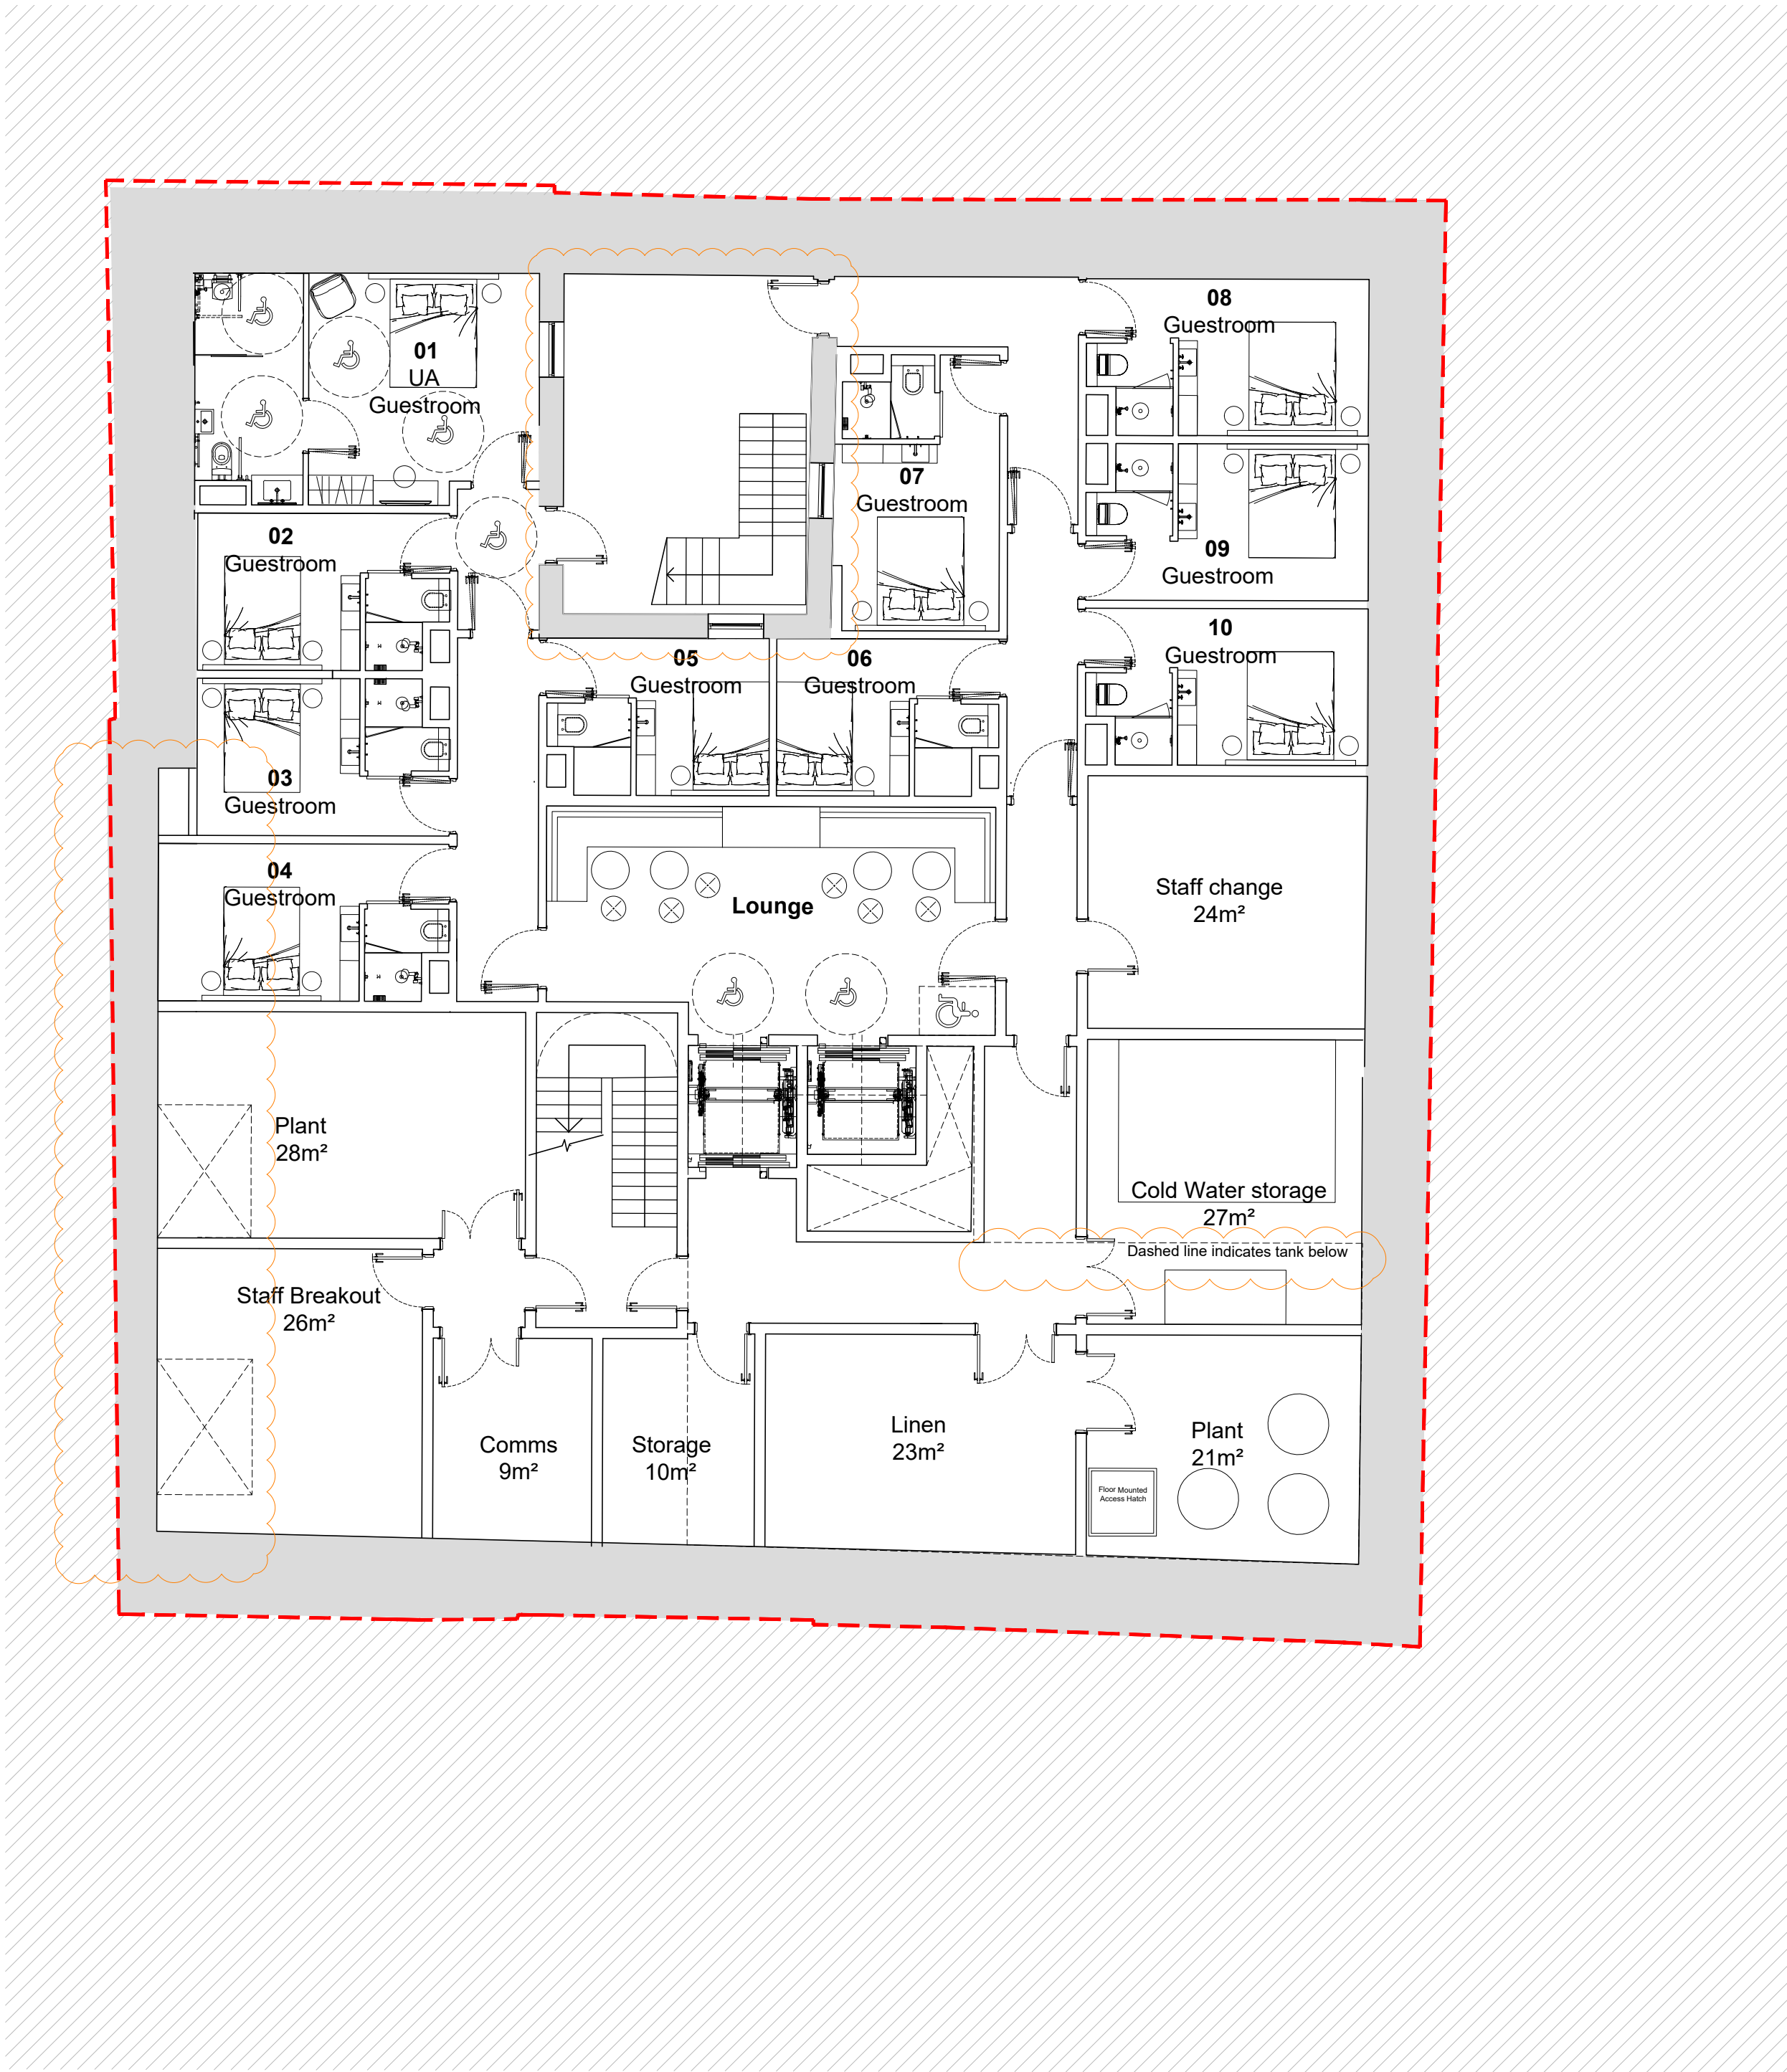 08
Guestroom
01
UA
Guestroom
07
Guestroom
02
Guestroom
09
Guestroom
10
Guestroom
05
Guestroom
06
Guestroom
03
Guestroom
04
Guestroom
Lounge
Staff change
24m²
Plant
28m²
Cold Water storage
27m²
Dashed line indicates tank below
Staff Breakout
26m²
Comms
9m²
Storage
10m²
Linen
23m²
Plant
21m²
Floor Mounted
Access Hatch